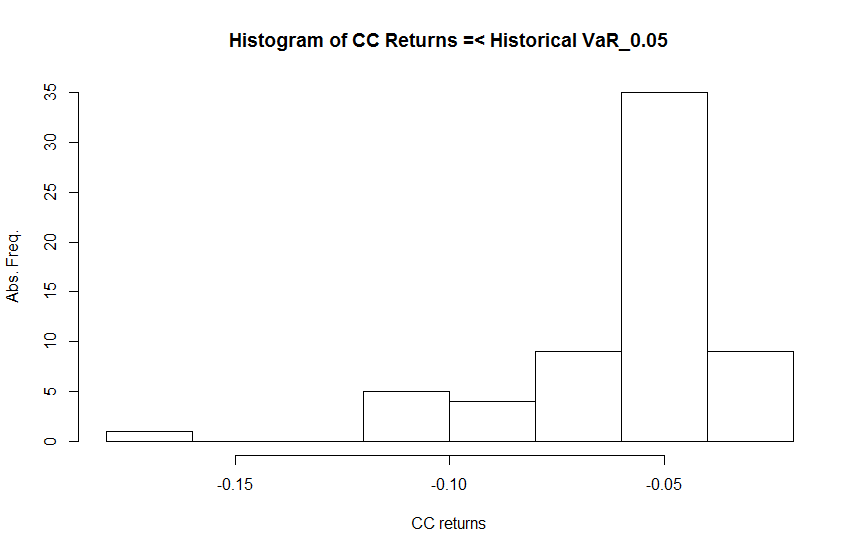 Histogram of CC Returns =< Historical VaR_0.05
Abs. Freq.
35
30
25
20
15
10
5
0
-0.15 -0.10 -0.05
CC returns